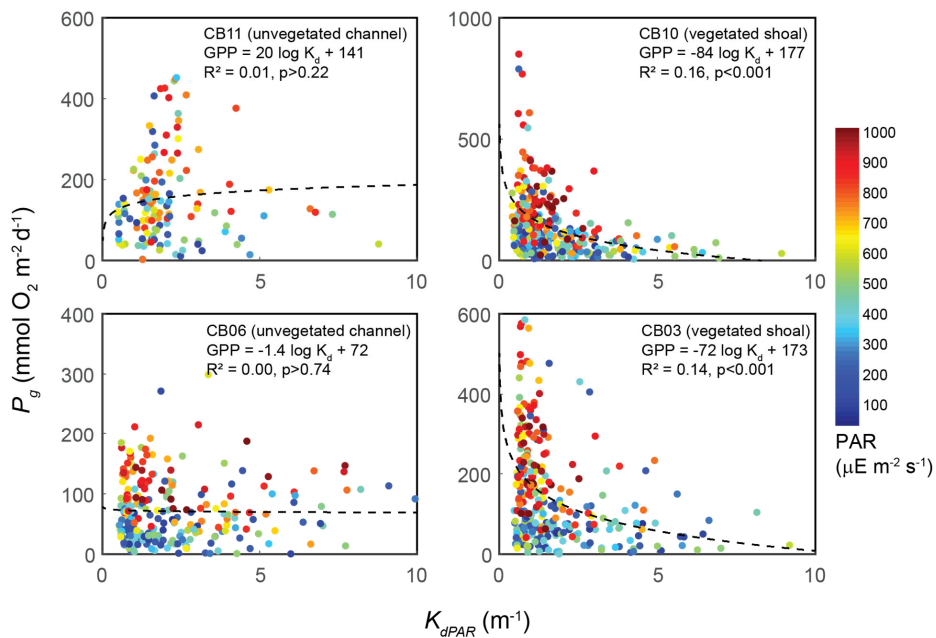 CB11 (unvegetated channel)
GPP = 20 log K_d + 141
R² = 0.01, p>0.22
600
400
200
0
0
5
10
CB10 (vegetated shoal)
GPP = -84 log K_d + 177
R² = 0.16, p<0.001
1000
500
0
0
5
10
CB06 (unvegetated channel)
GPP = -1.4 log K_d + 72
R² = 0.00, p>0.74
400
300
200
100
0
0
5
10
CB03 (vegetated shoal)
GPP = -72 log K_d + 173
R² = 0.14, p<0.001
600
400
200
0
0
5
10
P_g (mmol O₂ m⁻² d⁻¹)
K_dPAR (m⁻¹)
1000
900
800
700
600
500
400
300
200
100
PAR
(µE m⁻² s⁻¹)